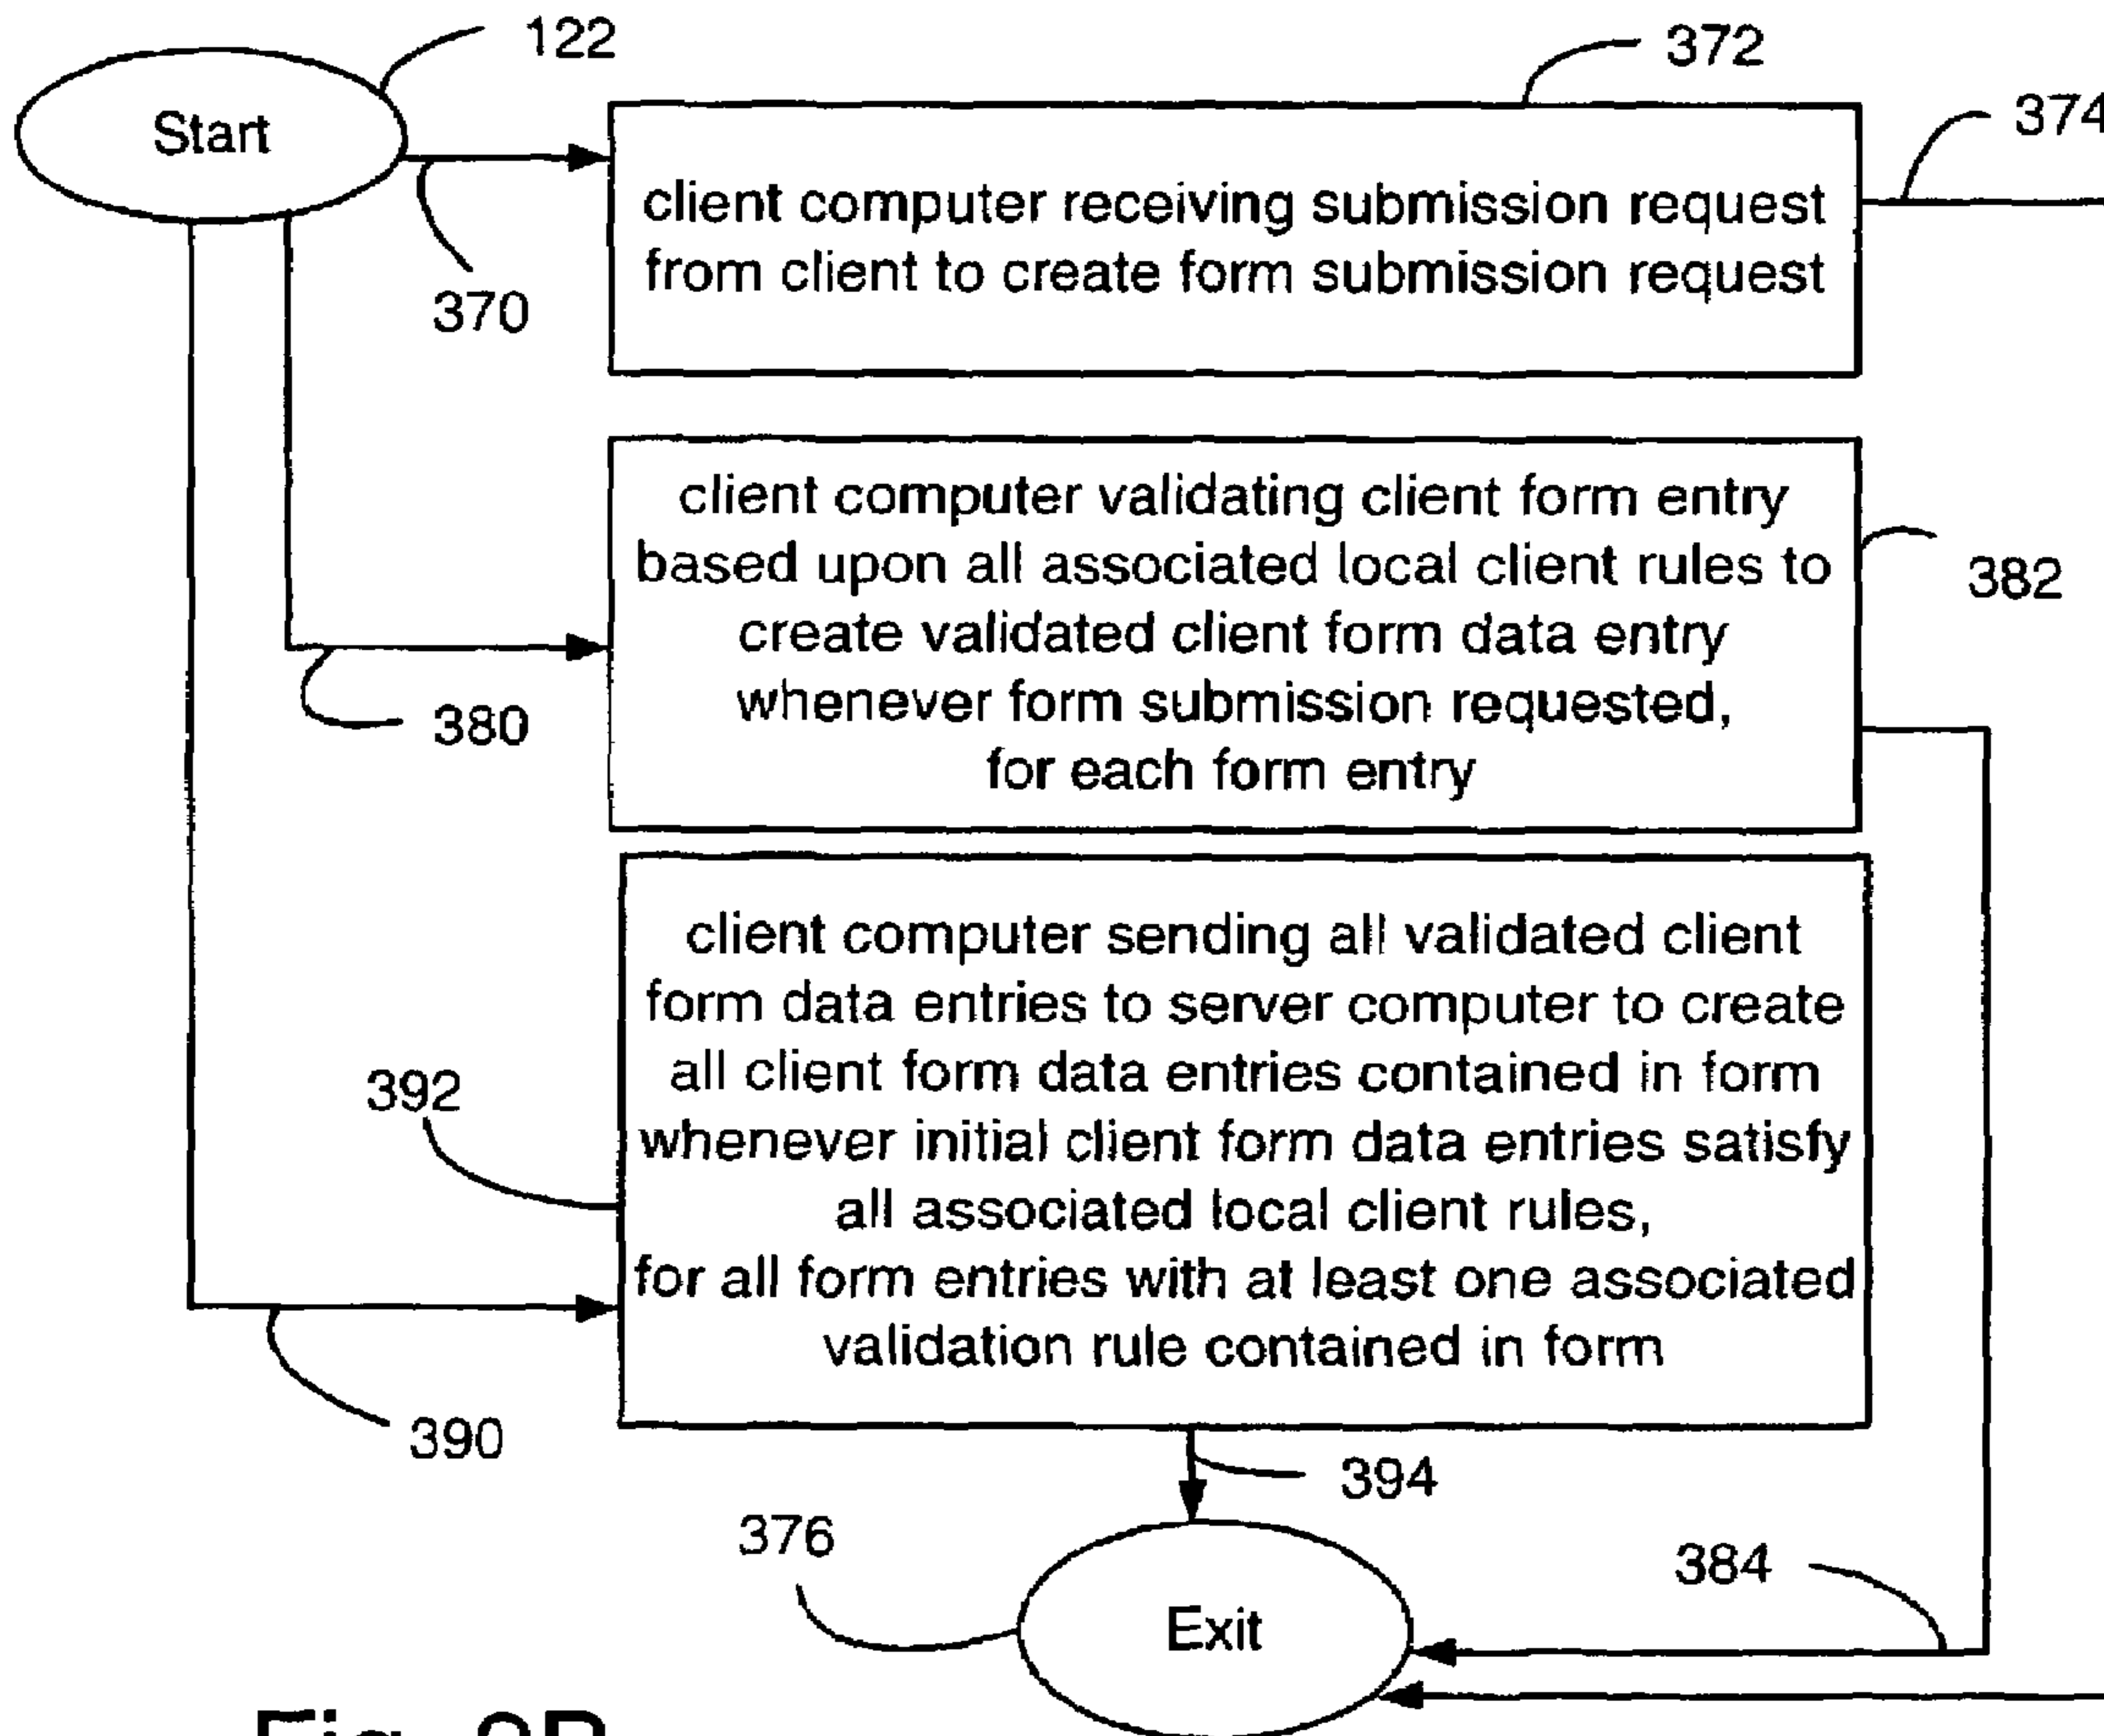 122
372
374
Start
client computer receiving submission request
from client to create form submission request
370
client computer validating client form entry
based upon all associated local client rules to
create validated client form data entry
whenever form submission requested,
for each form entry
382
380
client computer sending all validated client
form data entries to server computer to create
all client form data entries contained in form
whenever initial client form data entries satisfy
all associated local client rules,
for all form entries with at least one associated
validation rule contained in form
392
390
394
376
384
Exit